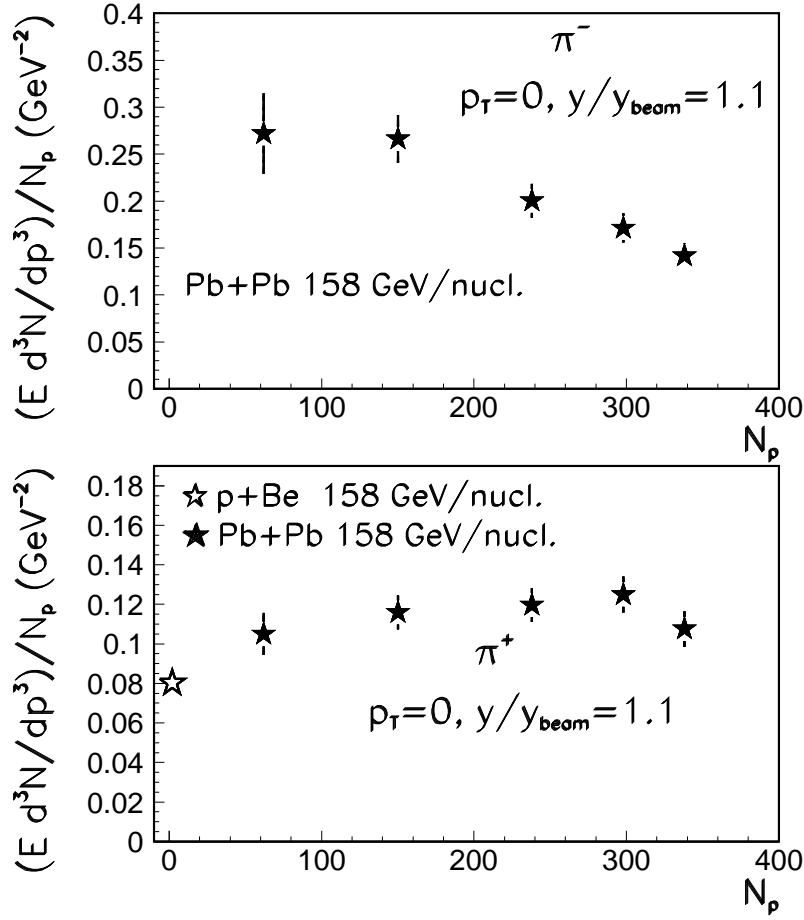 (E d³N/dp³)/Nₚ (GeV⁻²)
0.4
0.35
0.3
0.25
0.2
0.15
0.1
0.05
0
π⁻
p_T=0, y/y_beam=1.1
Pb+Pb 158 GeV/nucl.
0 100 200 300 400
Nₚ
(E d³N/dp³)/Nₚ (GeV⁻²)
0.18
0.16
0.14
0.12
0.1
0.08
0.06
0.04
0.02
0
p+Be 158 GeV/nucl.
Pb+Pb 158 GeV/nucl.
π⁺
p_T=0, y/y_beam=1.1
0 100 200 300 400
Nₚ